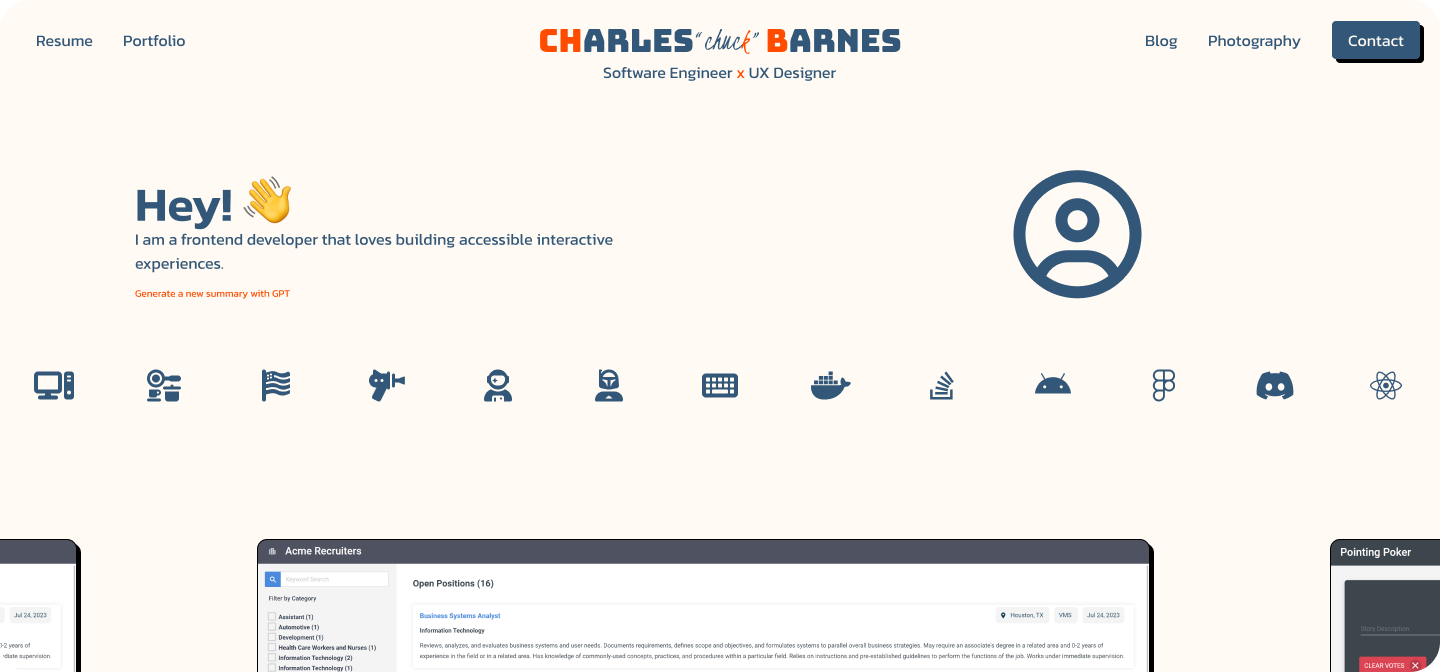 Resume
Portfolio
CHARLES “chuck” BARNES
Software Engineer x UX Designer
Blog
Photography
Contact
Hey!
I am a frontend developer that loves building accessible interactive
experiences.
Generate a new summary with GPT
Jul 24, 2023
0-2 years of
diate supervision.
Acme Recruiters
Keyword Search
Filter by Category
Assistant (1)
Automotive (1)
Development (1)
Health Care Workers and Nurses (1)
Information Technology (2)
Information Technology (1)
Open Positions (16)
Business Systems Analyst
Houston, TX
VMS
Jul 24, 2023
Information Technology
Reviews, analyzes, and evaluates business systems and user needs. Documents requirements, defines scope and objectives, and formulates systems to parallel overall business strategies. May require an associate's degree in a related area and 0-2 years of
experience in the field or in a related area. Has knowledge of commonly-used concepts, practices, and procedures within a particular field. Relies on instructions and pre-established guidelines to perform the functions of the job. Works under immediate supervision.
Pointing Poker
Story Description
CLEAR VOTES